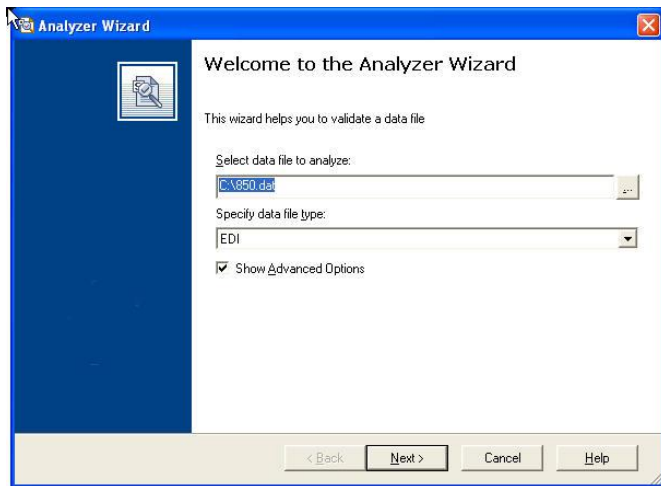 Analyzer Wizard
Welcome to the Analyzer Wizard
This wizard helps you to validate a data file
Select data file to analyze:
C:\850.dat
...
Specify data file type:
EDI
Show Advanced Options
< Back
Next >
Cancel
Help